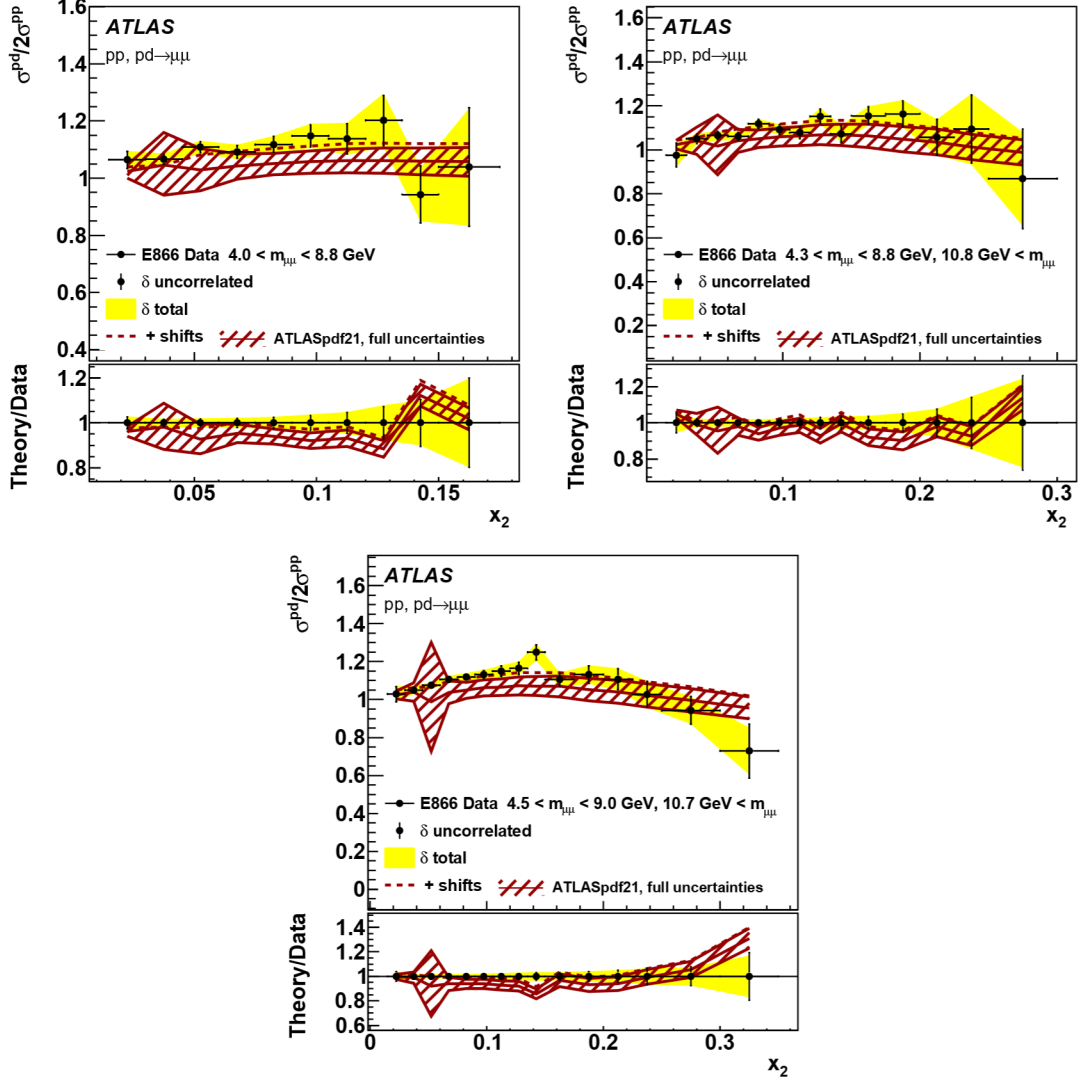 ATLAS
pp, pd→μμ
σ^pd/2σ^pp
1.6
1.4
1.2
1
0.8
0.6
0.4
E866 Data 4.0 < m_μμ < 8.8 GeV
δ uncorrelated
δ total
+ shifts
ATLASpdf21, full uncertainties
Theory/Data
1.2
1
0.8
0.05
0.1
0.15
x_2
ATLAS
pp, pd→μμ
σ^pd/2σ^pp
1.6
1.4
1.2
1
0.8
0.6
0.4
0.2
E866 Data 4.3 < m_μμ < 8.8 GeV, 10.8 GeV < m_μμ
δ uncorrelated
δ total
+ shifts
ATLASpdf21, full uncertainties
Theory/Data
1.2
1
0.8
0.1
0.2
0.3
x_2
ATLAS
pp, pd→μμ
σ^pd/2σ^pp
1.6
1.4
1.2
1
0.8
0.6
0.4
0.2
0
E866 Data 4.5 < m_μμ < 9.0 GeV, 10.7 GeV < m_μμ
δ uncorrelated
δ total
+ shifts
ATLASpdf21, full uncertainties
Theory/Data
1.4
1.2
1
0.8
0.6
0
0.1
0.2
0.3
x_2